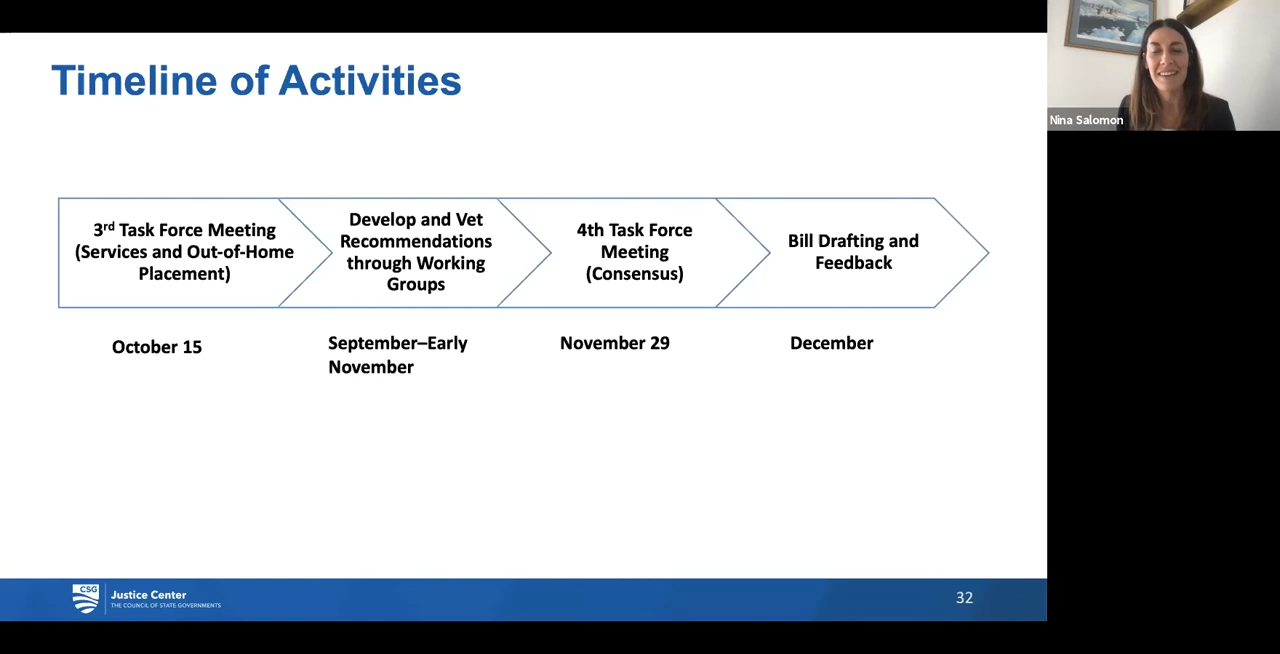 Timeline of Activities
Nina Salomon
3rd Task Force Meeting
(Services and Out-of-Home
Placement)
Develop and Vet
Recommendations
through Working
Groups
4th Task Force
Meeting
(Consensus)
Bill Drafting and
Feedback
October 15
September–Early
November
November 29
December
CSG
Justice Center
THE COUNCIL OF STATE GOVERNMENTS
32